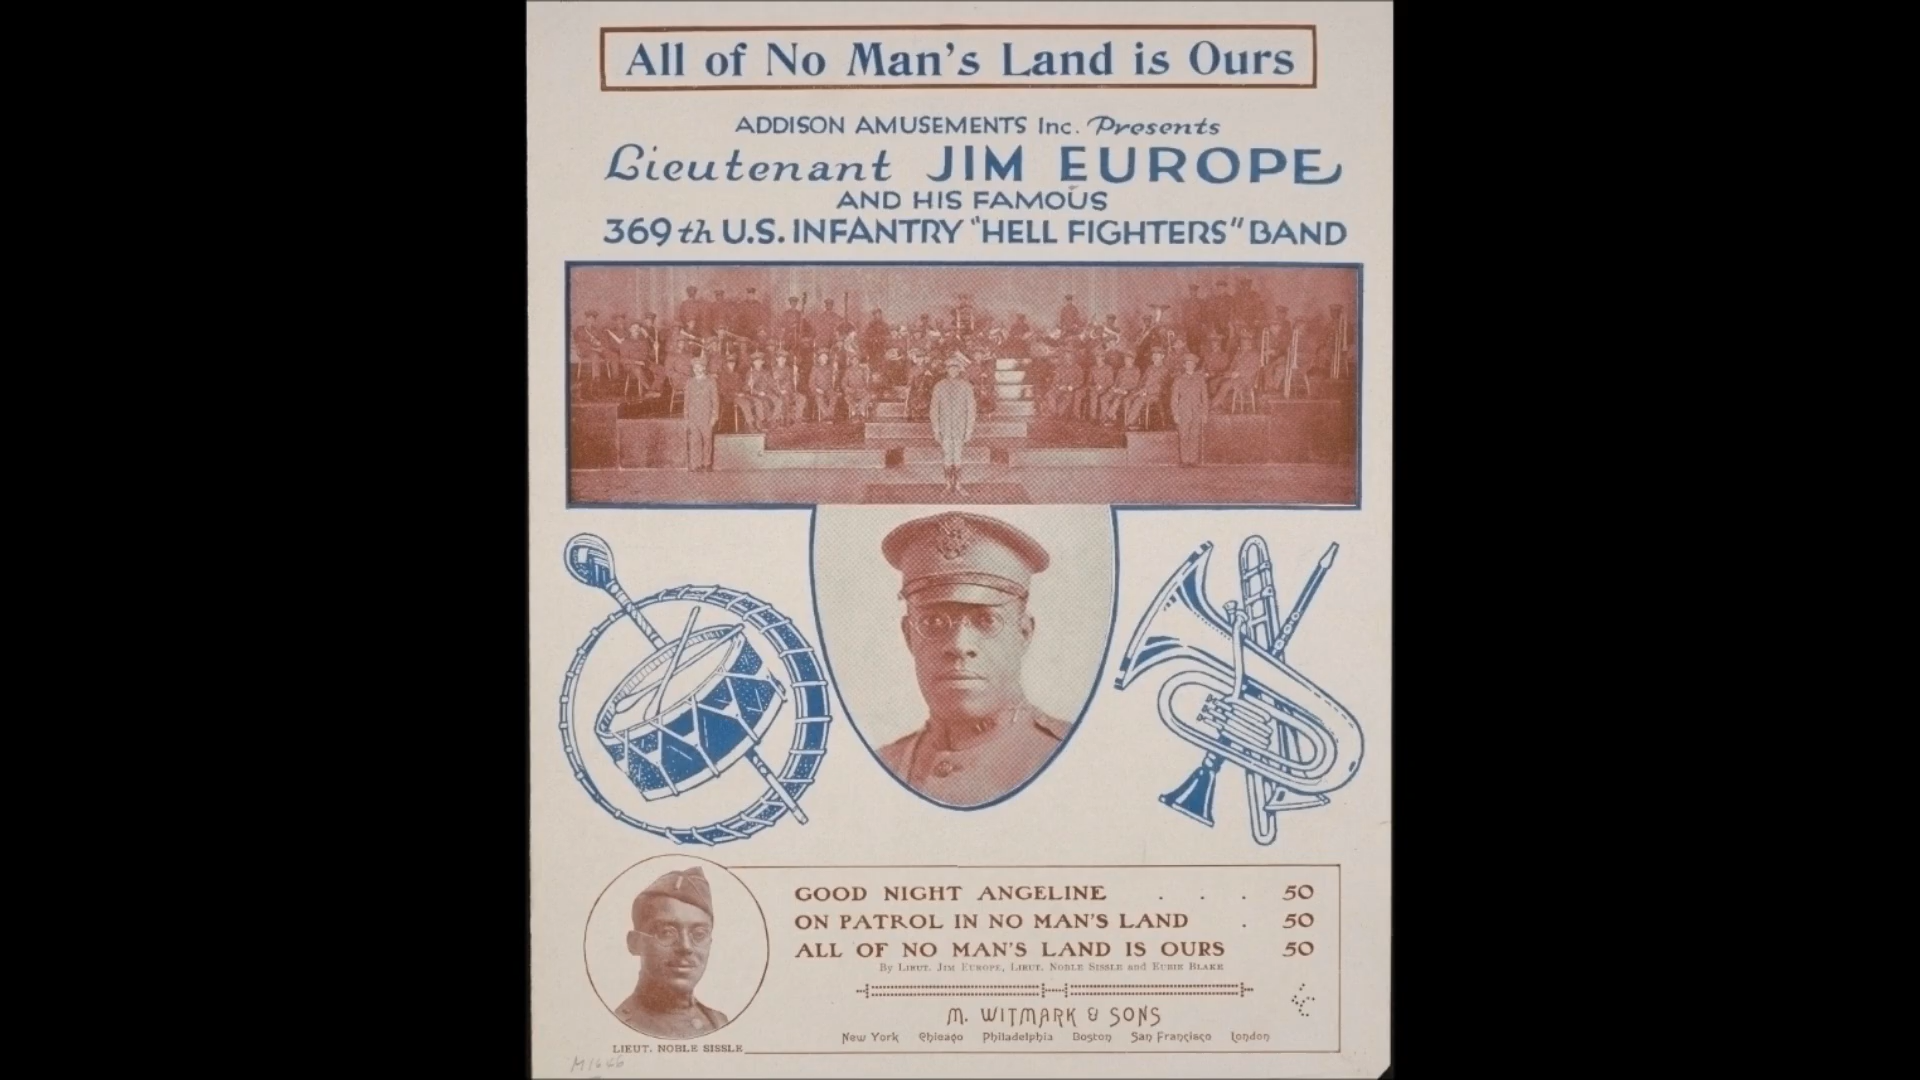 All of No Man's Land is Ours
ADDISON AMUSEMENTS Inc. Presents
Lieutenant JIM EUROPE
AND HIS FAMOUS
369th U.S. INFANTRY "HELL FIGHTERS" BAND
GOOD NIGHT ANGELINE . . . 50
ON PATROL IN NO MAN'S LAND . 50
ALL OF NO MAN'S LAND IS OURS 50
By Lieut. Jim Europe, Lieut. Noble Sissle and Eubie Blake
M. WITMARK & SONS
New York Chicago Philadelphia Boston San Francisco London
LIEUT. NOBLE SISSLE